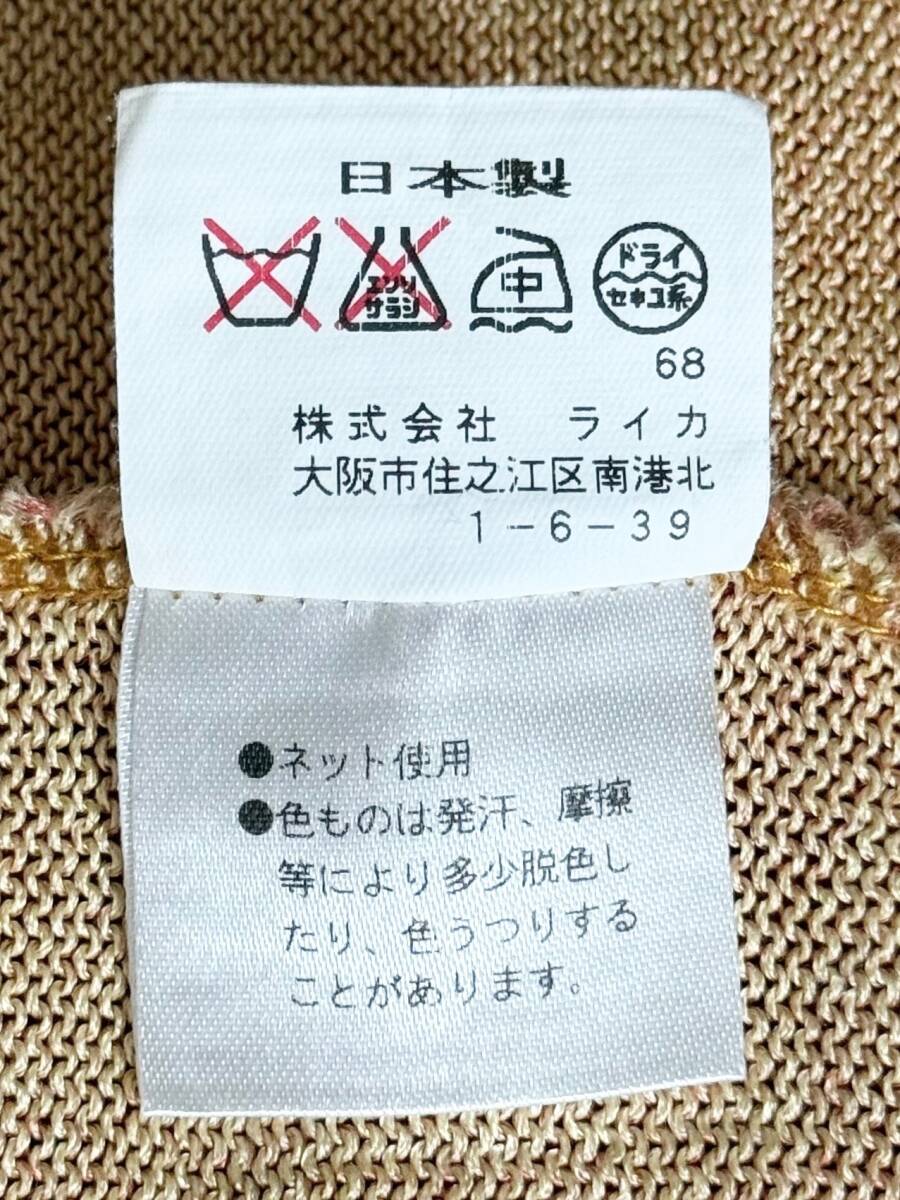 日本製
エンソ
サラシ
中
ドライ
セキユ系
68
株式会社 ライカ
大阪市住之江区南港北
1-6-39
●ネット使用
●色ものは発汗、摩擦
等により多少脱色し
たり、色うつりする
ことがあります。